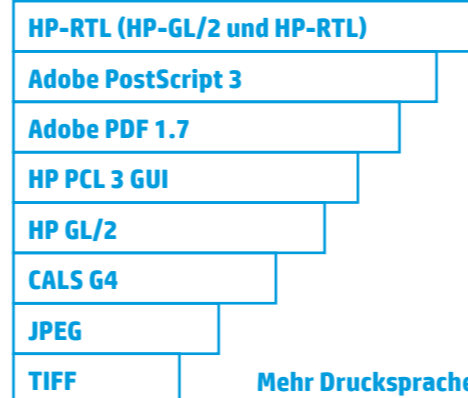 HP-RTL (HP-GL/2 und HP-RTL)
Adobe PostScript 3
Adobe PDF 1.7
HP PCL 3 GUI
HP GL/2
CALS G4
JPEG
TIFF
Mehr Drucksprache